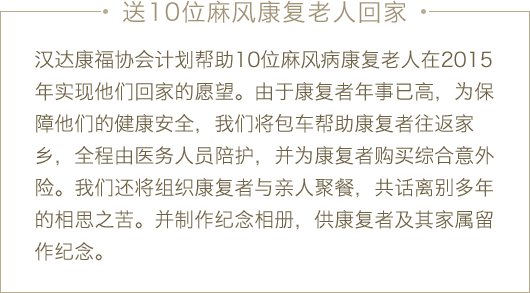 送10位麻风康复老人回家
汉达康福协会计划帮助10位麻风病康复老人在2015
年实现他们回家的愿望。由于康复者年事已高，为保
障他们的健康安全，我们将包车帮助康复者往返家
乡，全程由医务人员陪护，并为康复者购买综合意外
险。我们还将组织康复者与亲人聚餐，共话离别多年
的相思之苦。并制作纪念相册，供康复者及其家属留
作纪念。